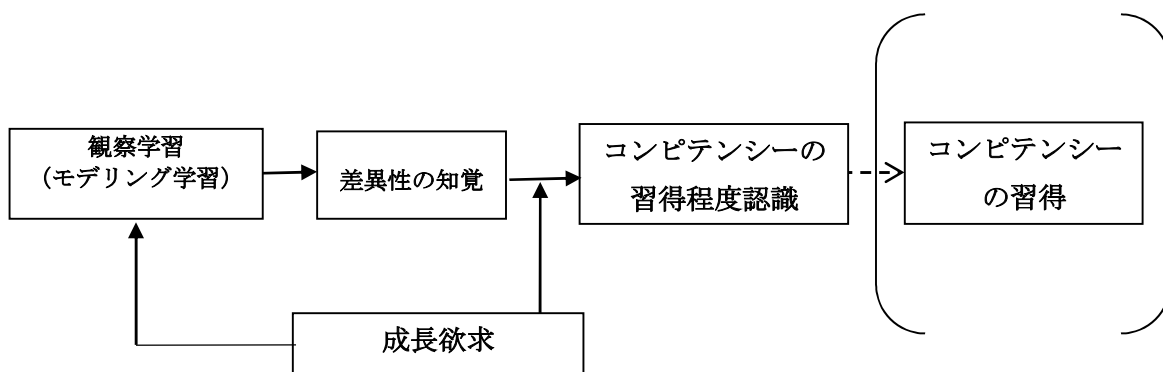 観察学習
（モデリング学習）
差異性の知覚
コンピテンシーの
習得程度認識
コンピテンシー
の習得
成長欲求